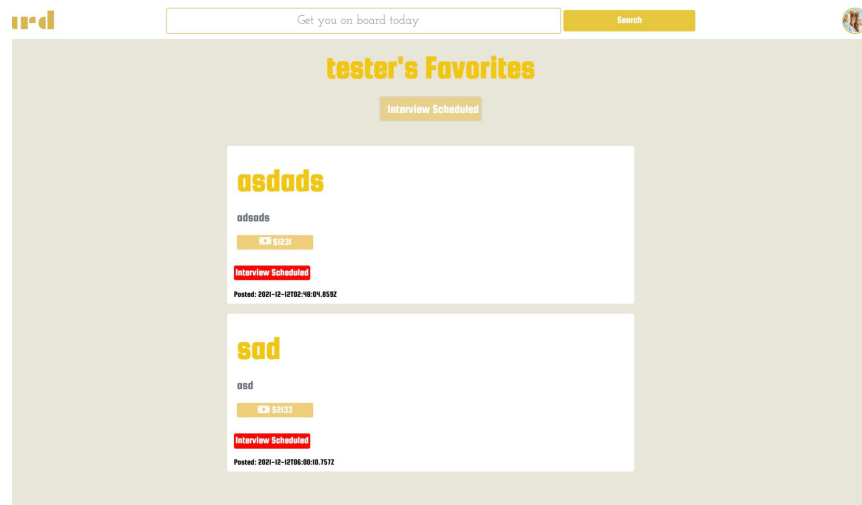 Get you on board today
Search
tester's Favorites
Interview Scheduled
asdads
adsads
$1231
Interview Scheduled
Posted: 2021-12-12T02:48:04.859Z
sad
asd
$2133
Interview Scheduled
Posted: 2021-12-12T06:00:10.757Z